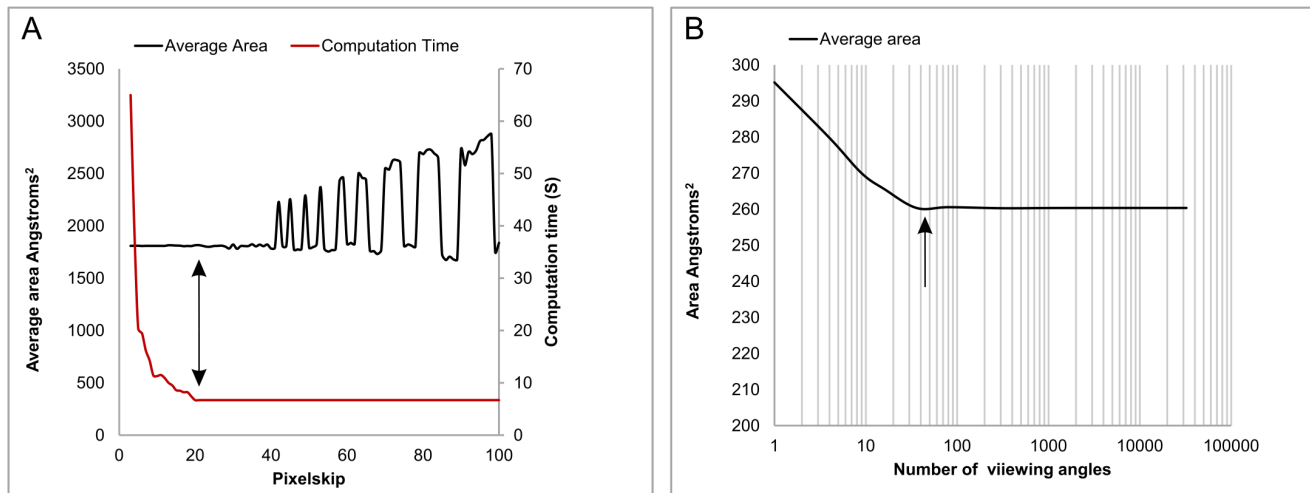 A
Average Area
Computation Time
3500
3000
2500
2000
1500
1000
500
0
Average area Angstroms²
70
60
50
40
30
20
10
0
Computation time (S)
0 20 40 60 80 100
Pixelskip
B
Average area
300
290
280
270
260
250
240
230
220
210
200
Area Angstroms²
1 10 100 1000 10000 100000
Number of viiewing angles